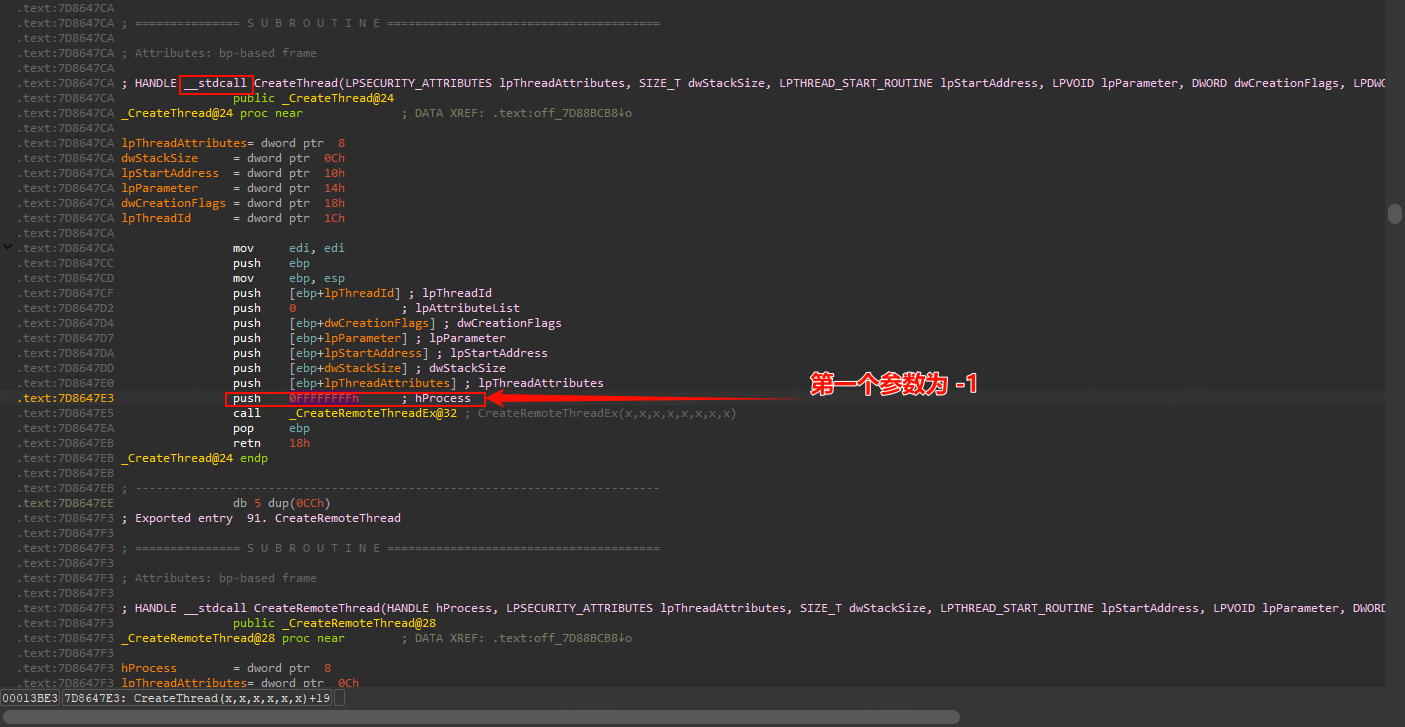 .text:7D8647CA
.text:7D8647CA ; =============== S U B R O U T I N E =======================================
.text:7D8647CA
.text:7D8647CA ; Attributes: bp-based frame
.text:7D8647CA
.text:7D8647CA ; HANDLE __stdcall CreateThread(LPSECURITY_ATTRIBUTES lpThreadAttributes, SIZE_T dwStackSize, LPTHREAD_START_ROUTINE lpStartAddress, LPVOID lpParameter, DWORD dwCreationFlags, LPDWO
.text:7D8647CA public _CreateThread@24
.text:7D8647CA _CreateThread@24 proc near ; DATA XREF: .text:off_7D88BCB8↓o
.text:7D8647CA
.text:7D8647CA lpThreadAttributes= dword ptr 8
.text:7D8647CA dwStackSize = dword ptr 0Ch
.text:7D8647CA lpStartAddress = dword ptr 10h
.text:7D8647CA lpParameter = dword ptr 14h
.text:7D8647CA dwCreationFlags = dword ptr 18h
.text:7D8647CA lpThreadId = dword ptr 1Ch
.text:7D8647CA
.text:7D8647CA mov edi, edi
.text:7D8647CC push ebp
.text:7D8647CD mov ebp, esp
.text:7D8647CF push [ebp+lpThreadId] ; lpThreadId
.text:7D8647D2 push 0 ; lpAttributeList
.text:7D8647D4 push [ebp+dwCreationFlags] ; dwCreationFlags
.text:7D8647D7 push [ebp+lpParameter] ; lpParameter
.text:7D8647DA push [ebp+lpStartAddress] ; lpStartAddress
.text:7D8647DD push [ebp+dwStackSize] ; dwStackSize
.text:7D8647E0 push [ebp+lpThreadAttributes] ; lpThreadAttributes
.text:7D8647E3 push 0FFFFFFFFh ; hProcess
第一个参数为 -1
.text:7D8647E5 call _CreateRemoteThreadEx@32 ; CreateRemoteThreadEx(x,x,x,x,x,x,x,x)
.text:7D8647EA pop ebp
.text:7D8647EB retn 18h
.text:7D8647EB _CreateThread@24 endp
.text:7D8647EB
.text:7D8647EB ; ---------------------------------------------------------------------------
.text:7D8647EE db 5 dup(0CCh)
.text:7D8647F3 ; Exported entry 91. CreateRemoteThread
.text:7D8647F3
.text:7D8647F3 ; =============== S U B R O U T I N E =======================================
.text:7D8647F3
.text:7D8647F3 ; Attributes: bp-based frame
.text:7D8647F3
.text:7D8647F3 ; HANDLE __stdcall CreateRemoteThread(HANDLE hProcess, LPSECURITY_ATTRIBUTES lpThreadAttributes, SIZE_T dwStackSize, LPTHREAD_START_ROUTINE lpStartAddress, LPVOID lpParameter, DWORD
.text:7D8647F3 public _CreateRemoteThread@28
.text:7D8647F3 _CreateRemoteThread@28 proc near ; DATA XREF: .text:off_7D88BCB8↓o
.text:7D8647F3
.text:7D8647F3 hProcess = dword ptr 8
.text:7D8647F3 lpThreadAttributes= dword ptr 0Ch
00013BE3 7D8647E3: CreateThread(x,x,x,x,x,x)+19